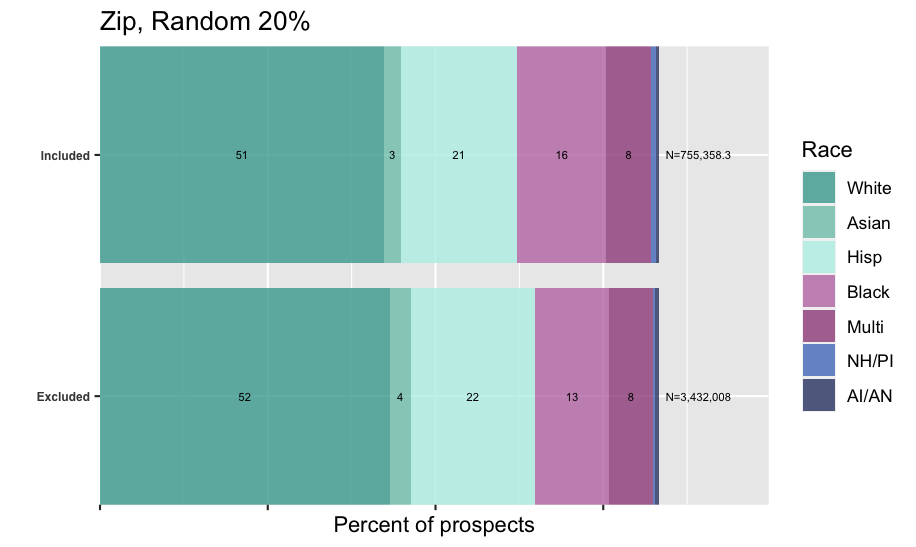 Zip, Random 20%
Included
51
3
21
16
8
N=755,358.3
Excluded
52
4
22
13
8
N=3,432,008
Percent of prospects
Race
White
Asian
Hisp
Black
Multi
NH/PI
AI/AN